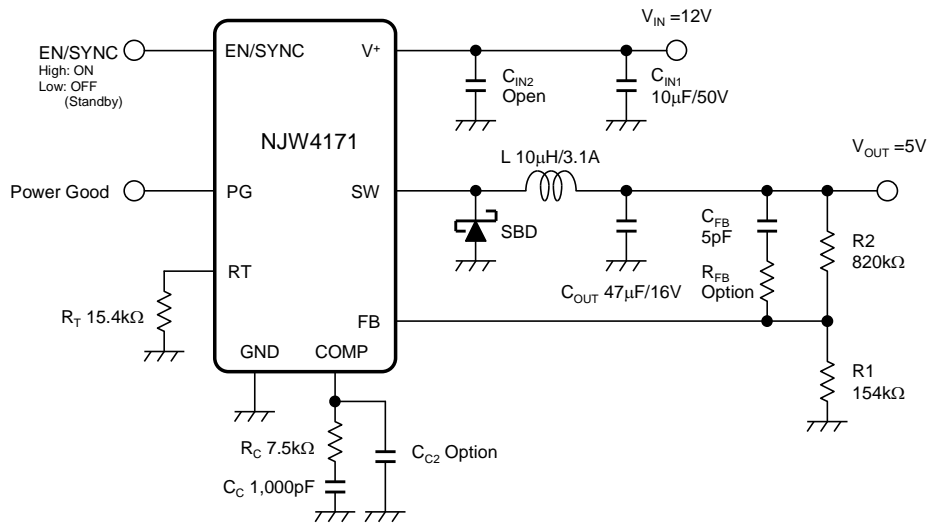 V_IN =12V
EN/SYNC
High: ON
Low: OFF
(Standby)
EN/SYNC
V+
C_IN2
Open
C_IN1
10µF/50V
NJW4171
L 10µH/3.1A
V_OUT =5V
Power Good
PG
SW
SBD
C_FB
5pF
R2
820kΩ
RT
C_OUT 47µF/16V
R_FB
Option
R_T 15.4kΩ
FB
GND
COMP
R1
154kΩ
R_C 7.5kΩ
C_C2 Option
C_C 1,000pF